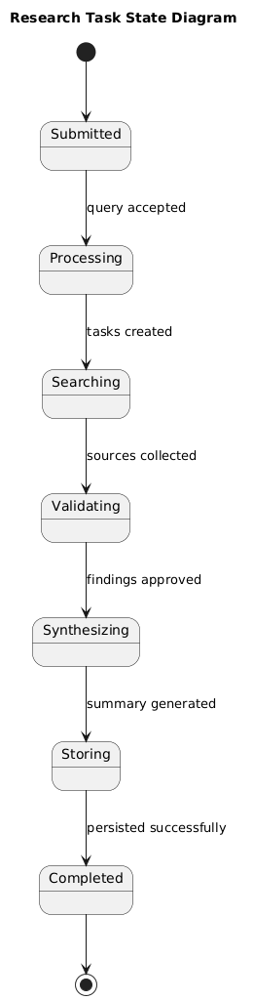 Research Task State Diagram
Submitted
query accepted
Processing
tasks created
Searching
sources collected
Validating
findings approved
Synthesizing
summary generated
Storing
persisted successfully
Completed